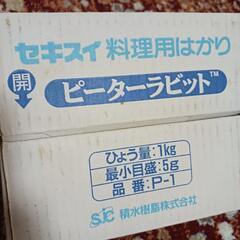 セキスイ 料理用はかり
開 ピーターラビット™
ひょう量：1kg
最小目盛：5g
品番：P-1
SJC 積水樹脂株式会社